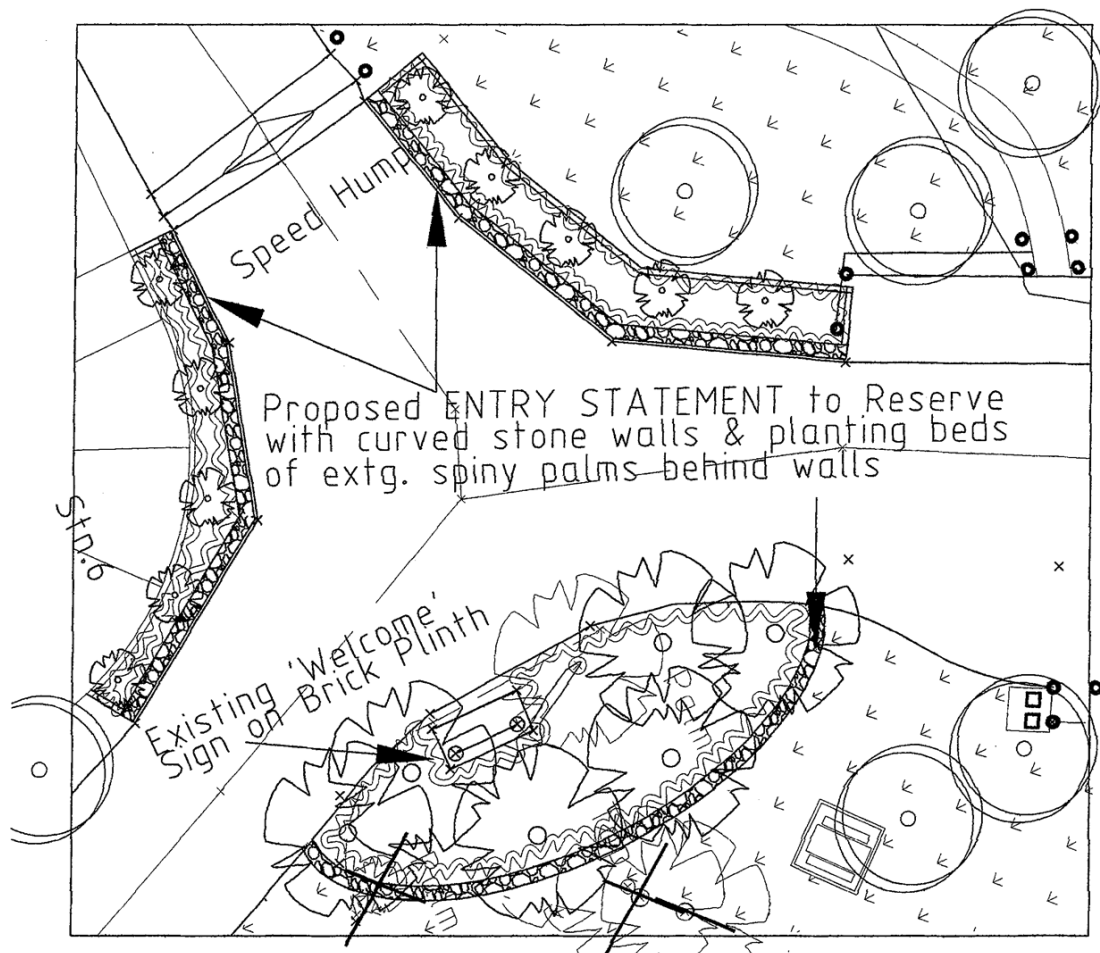 Speed Hump
Proposed ENTRY STATEMENT to Reserve
with curved stone walls & planting beds
of extg. spiny palms behind walls
Stn.6
Existing 'Welcome'
Sign on Brick Plinth